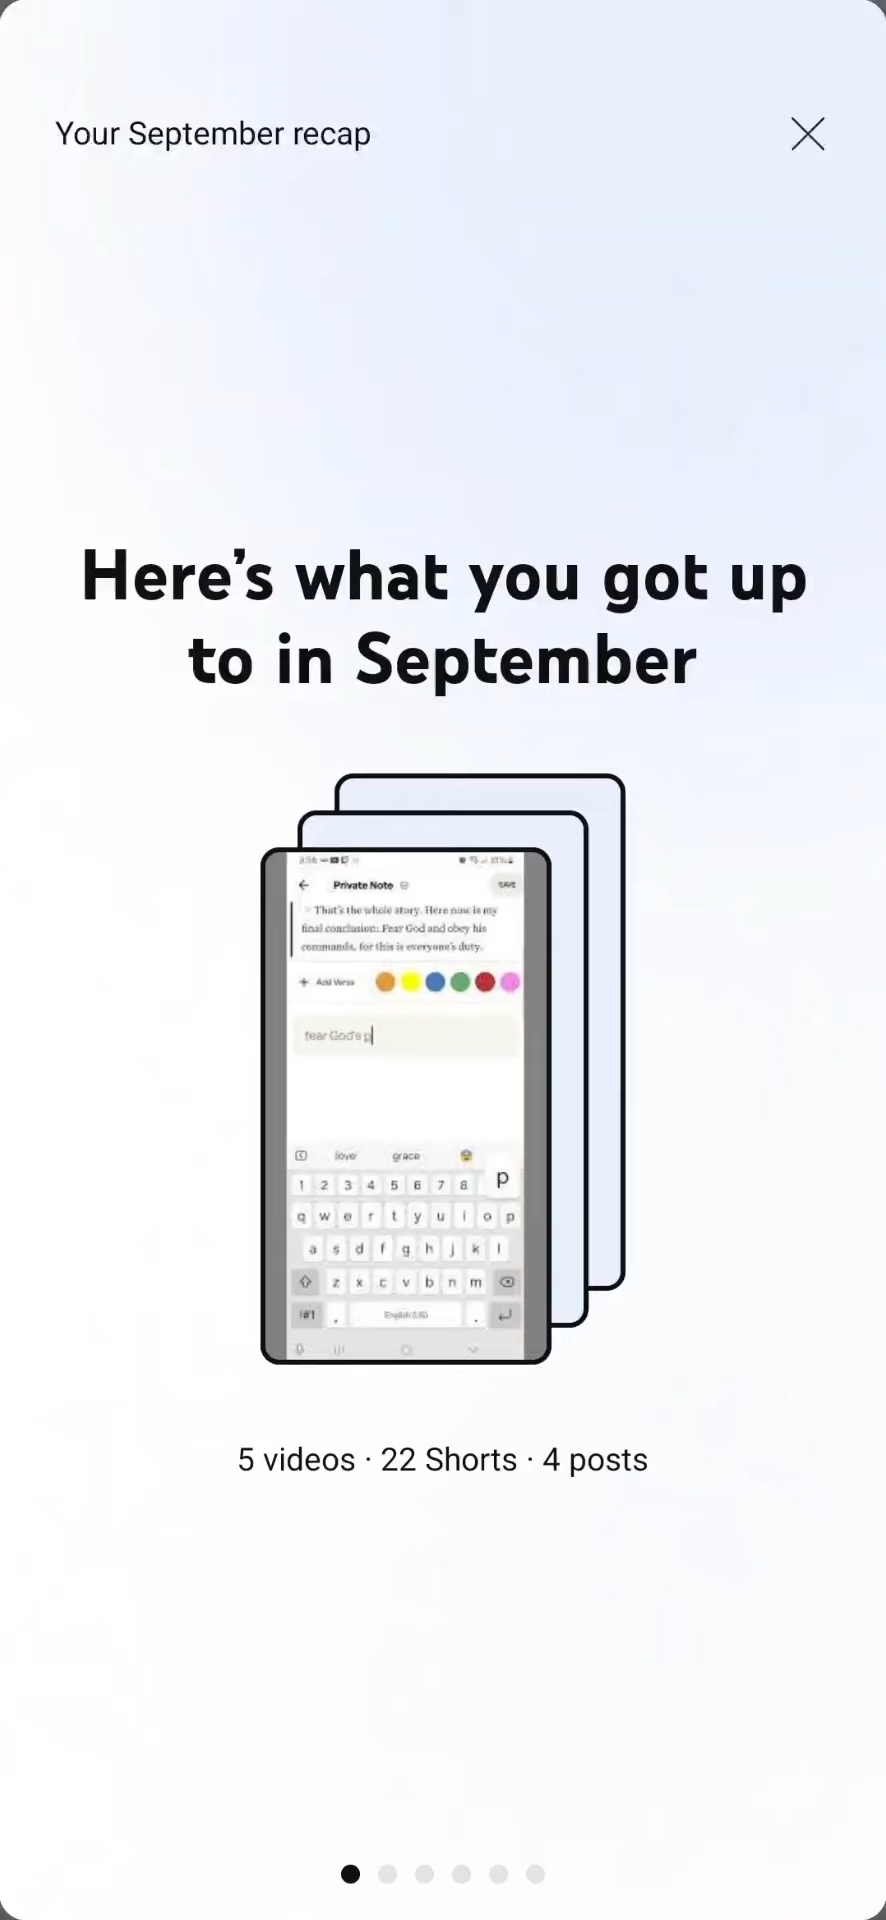 Your September recap
Here's what you got up
to in September
Private Note
SAVE
That's the whole story. Here now is my
final conclusion: Fear God and obey his
commands, for this is everyone's duty.
+ Add Verse
fear God's p
love grace
1 2 3 4 5 6 7 8 p
q w e r t y u i o p
a s d f g h j k l
z x c v b n m
!#1 , English (US) .
5 videos · 22 Shorts · 4 posts